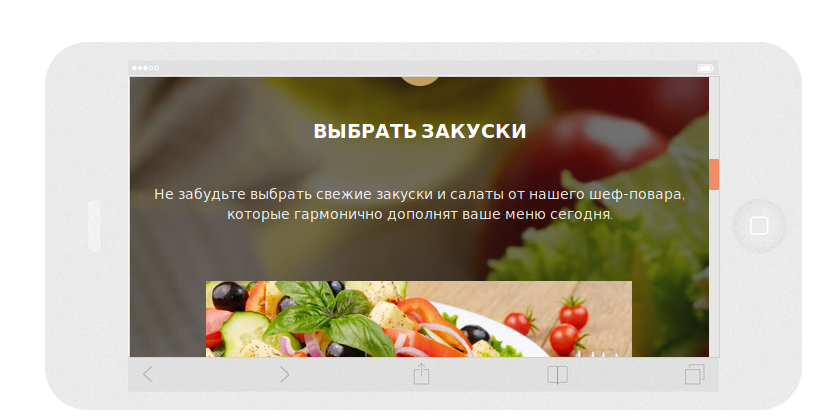 ВЫБРАТЬ ЗАКУСКИ
Не забудьте выбрать свежие закуски и салаты от нашего шеф-повара,
которые гармонично дополнят ваше меню сегодня.